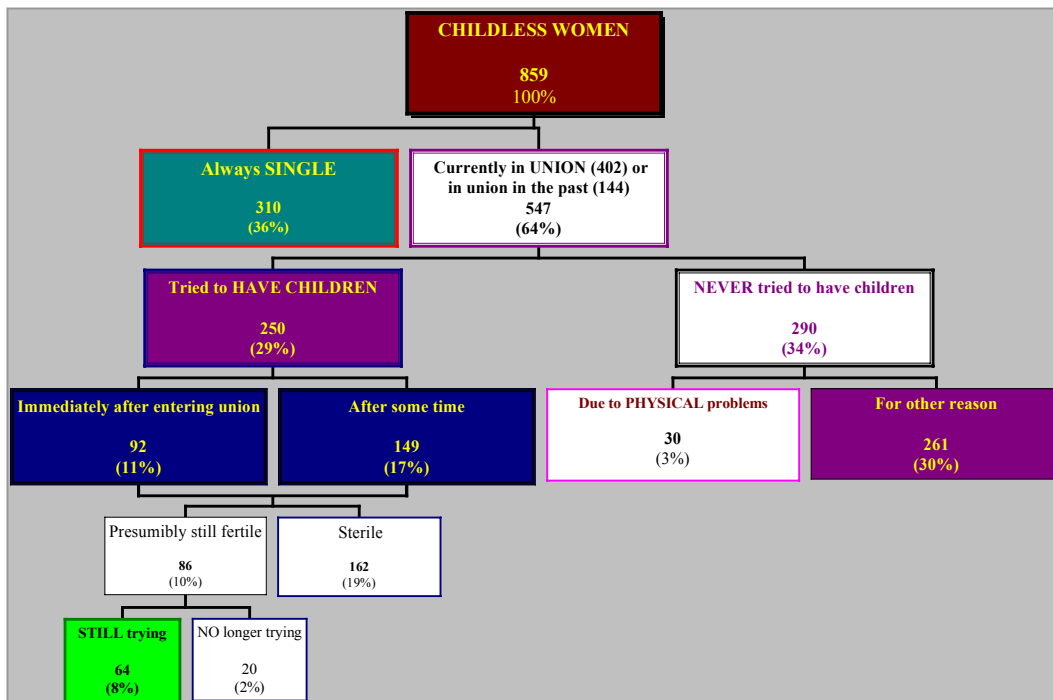 CHILDLESS WOMEN
859
100%
Always SINGLE
310
(36%)
Currently in UNION (402) or
in union in the past (144)
547
(64%)
Tried to HAVE CHILDREN
250
(29%)
NEVER tried to have children
290
(34%)
Immediately after entering union
92
(11%)
After some time
149
(17%)
Due to PHYSICAL problems
30
(3%)
For other reason
261
(30%)
Presumibly still fertile
86
(10%)
Sterile
162
(19%)
STILL trying
64
(8%)
NO longer trying
20
(2%)